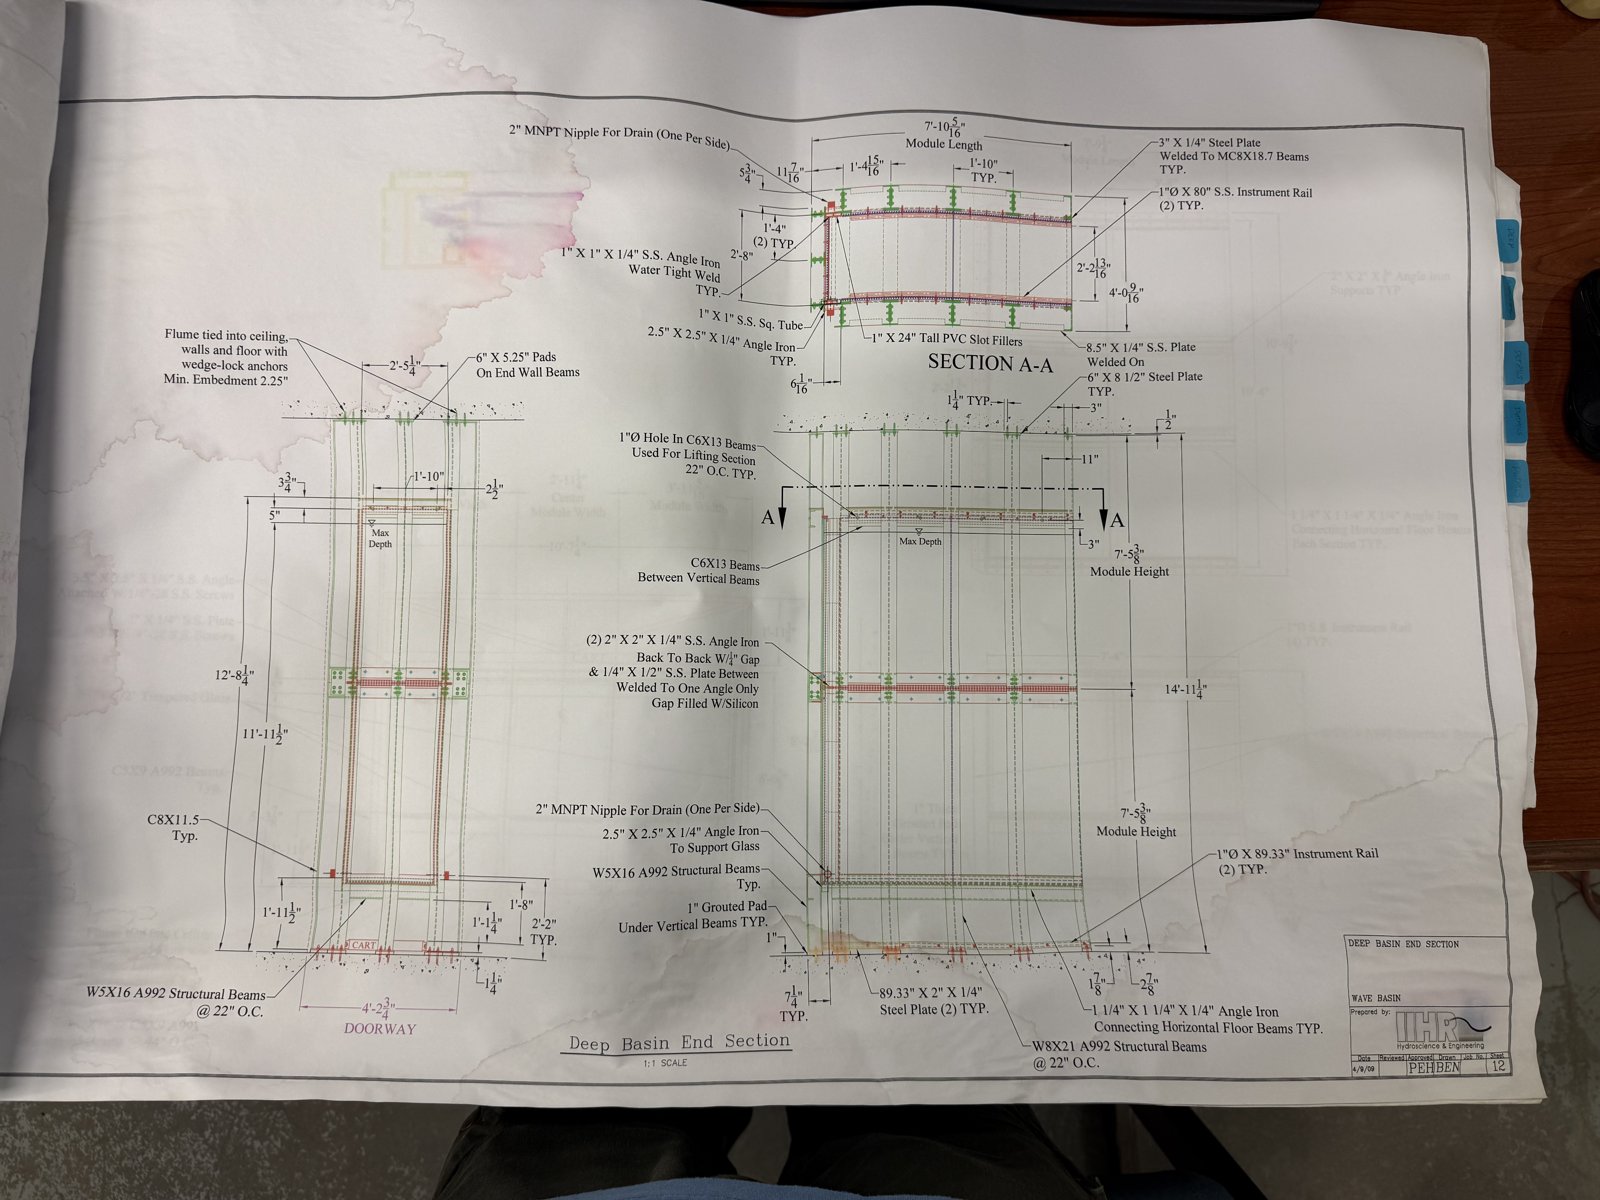 2" MNPT Nipple For Drain (One Per Side)
7'-10 5/16"
Module Length
3" X 1/4" Steel Plate
Welded To MC8X18.7 Beams
TYP.
11 7/16"
1'-4 15/16"
1'-10"
TYP.
5 3/4"
1"Ø X 80" S.S. Instrument Rail
(2) TYP.
1'-4"
(2) TYP.
2'-8"
1" X 1" X 1/4" S.S. Angle Iron
Water Tight Weld
TYP.
2'-2 13/16"
4'-0 9/16"
1" X 1" S.S. Sq. Tube
2.5" X 2.5" X 1/4" Angle Iron
TYP.
1" X 24" Tall PVC Slot Fillers
SECTION A-A
8.5" X 1/4" S.S. Plate
Welded On
6 1/16"
Flume tied into ceiling,
walls and floor with
wedge-lock anchors
Min. Embedment 2.25"
2'-5 1/4"
6" X 5.25" Pads
On End Wall Beams
6" X 8 1/2" Steel Plate
TYP.
1 1/4" TYP.
3"
1/2"
1"Ø Hole In C6X13 Beams
Used For Lifting Section
22" O.C. TYP.
11"
3 3/4"
1'-10"
2 1/2"
5"
Max
Depth
A
A
Max Depth
3"
C6X13 Beams
Between Vertical Beams
7'-5 3/8"
Module Height
(2) 2" X 2" X 1/4" S.S. Angle Iron
Back To Back W/1/4" Gap
& 1/4" X 1/2" S.S. Plate Between
Welded To One Angle Only
Gap Filled W/Silicon
12'-8 1/4"
11'-11 1/2"
14'-11 1/4"
C8X11.5
Typ.
2" MNPT Nipple For Drain (One Per Side)
2.5" X 2.5" X 1/4" Angle Iron
To Support Glass
W5X16 A992 Structural Beams
Typ.
1" Grouted Pad
Under Vertical Beams TYP.
7'-5 3/8"
Module Height
1"Ø X 89.33" Instrument Rail
(2) TYP.
1'-11 1/2"
1'-1 1/4"
1'-8"
2'-2"
TYP.
CART
1 1/4"
1"
W5X16 A992 Structural Beams
@ 22" O.C.
4'-2 3/4"
DOORWAY
7 1/4"
TYP.
89.33" X 2" X 1/4"
Steel Plate (2) TYP.
1 7/8"
2 7/8"
1 1/4" X 1 1/4" X 1/4" Angle Iron
Connecting Horizontal Floor Beams TYP.
W8X21 A992 Structural Beams
@ 22" O.C.
Deep Basin End Section
1:1 SCALE
DEEP BASIN END SECTION
WAVE BASIN
Prepared by:
IIHR
Hydroscience & Engineering
Date Reviewed Approved Drawn Job No. Sheet
4/9/09 PEH BEN 12